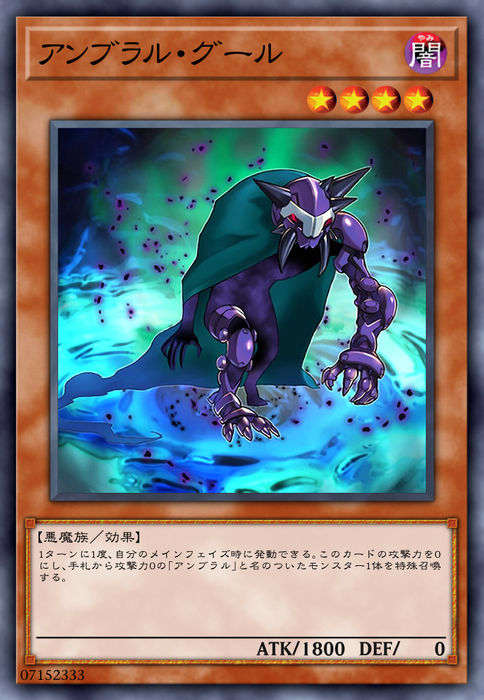 アンブラル・グール
闇
やみ
【悪魔族／効果】
1ターンに1度、自分のメインフェイズ時に発動できる。このカードの攻撃力を0
にし、手札から攻撃力0の「アンブラル」と名のついたモンスター1体を特殊召喚
する。
ATK/1800 DEF/ 0
07152333